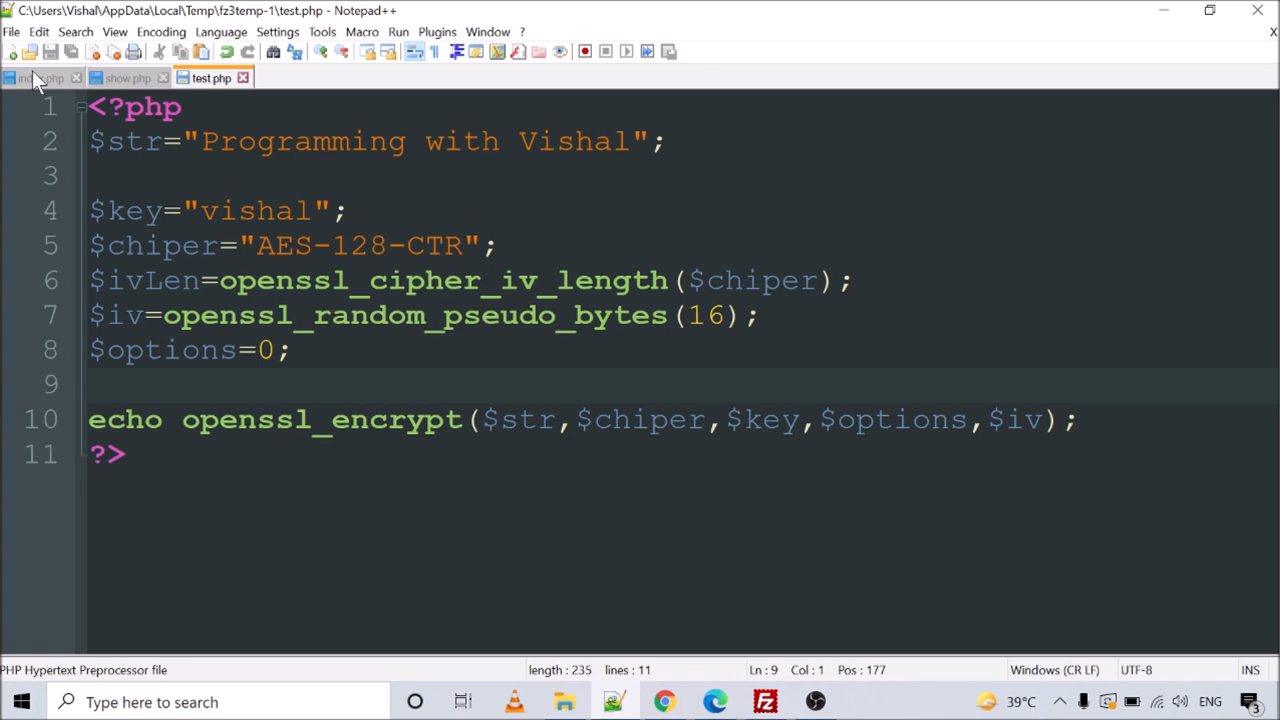 C:\Users\Vishal\AppData\Local\Temp\fz3temp-1\test.php - Notepad++
File Edit Search View Encoding Language Settings Tools Macro Run Plugins Window ? X
show.php test.php
1 <?php
2 $str="Programming with Vishal";
3
4 $key="vishal";
5 $chiper="AES-128-CTR";
6 $ivLen=openssl_cipher_iv_length($chiper);
7 $iv=openssl_random_pseudo_bytes(16);
8 $options=0;
9
10 echo openssl_encrypt($str,$chiper,$key,$options,$iv);
11 ?>
PHP Hypertext Preprocessor file length : 235 lines : 11 Ln : 9 Col : 1 Pos : 177 Windows (CR LF) UTF-8 INS
Type here to search 39°C ENG 3